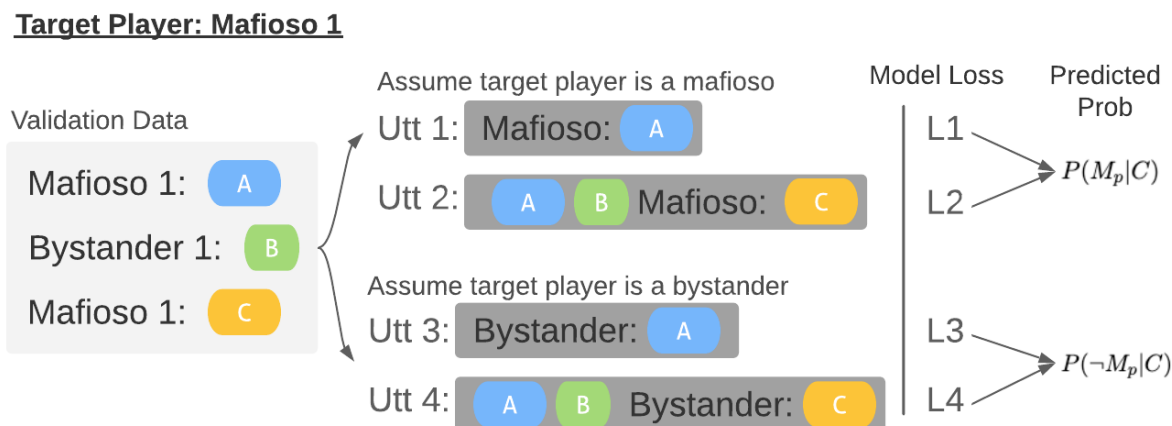 Target Player: Mafioso 1
Validation Data
Mafioso 1: A
Bystander 1: B
Mafioso 1: C
Assume target player is a mafioso
Utt 1: Mafioso: A
Utt 2: A B Mafioso: C
Assume target player is a bystander
Utt 3: Bystander: A
Utt 4: A B Bystander: C
Model Loss
L1
L2
L3
L4
Predicted
Prob
P(M_p|C)
P(¬M_p|C)